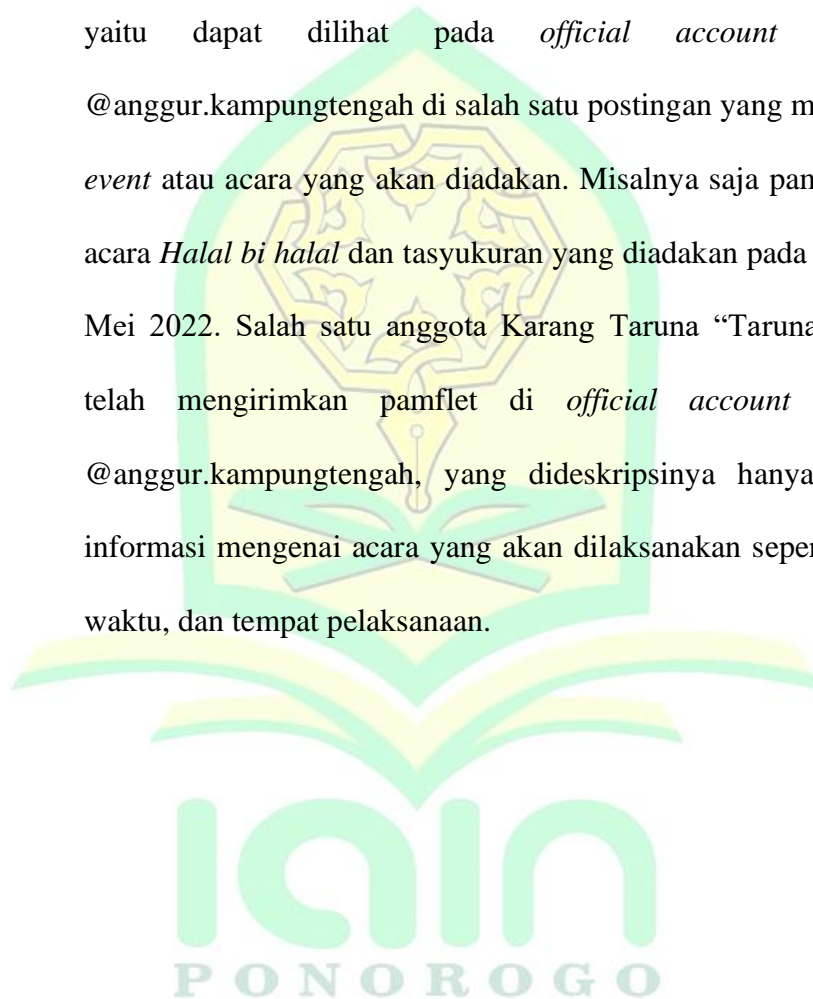 yaitu dapat dilihat pada official account
@anggur.kampungtengah di salah satu postingan yang
event atau acara yang akan diadakan. Misalnya saja
acara Halal bi halal dan tasyukuran yang diadakan pada
Mei 2022. Salah satu anggota Karang Taruna “Taruna
telah mengirimkan pamflet di official account
@anggur.kampungtengah, yang dideskripsinya hanya
informasi mengenai acara yang akan dilaksanakan
waktu, dan tempat pelaksanaan.
iain
PONOROGO